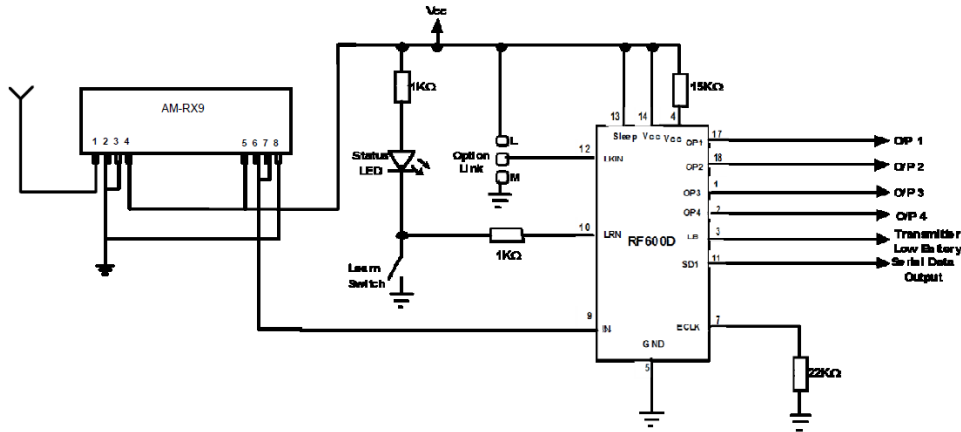 Vcc
AM-RX9
1 2 3 4 5 6 7 8
1KΩ
Status
LED
Learn
Switch
1KΩ
Option
Link
L
M
13 14 4
15KΩ
Sleep Vcc Vcc
12 LKIN
10 LRN
9 IN
RF600D
GND
5
OP1 17 O/P 1
OP2 18 O/P 2
OP3 1 O/P 3
OP4 2 O/P 4
LB 3 Transmitter
Low Battery
SD1 11 Serial Data
Output
ECLK 7
22KΩ